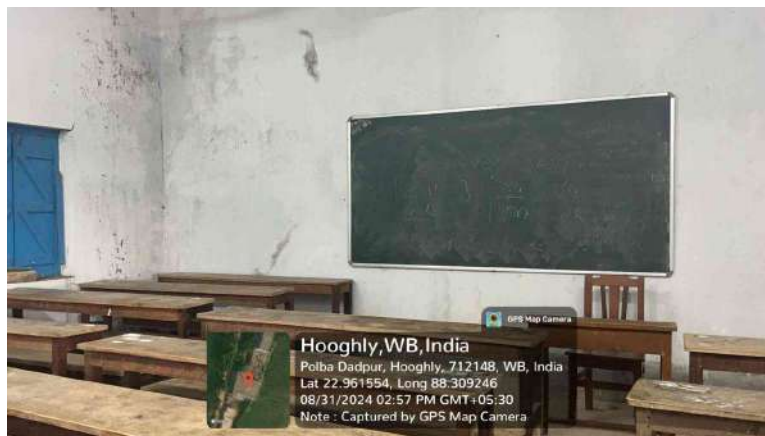 GPS Map Camera
Hooghly,WB,India
Polba Dadpur, Hooghly, 712148, WB, India
Lat 22.961554, Long 88.309246
08/31/2024 02:57 PM GMT+05:30
Note : Captured by GPS Map Camera